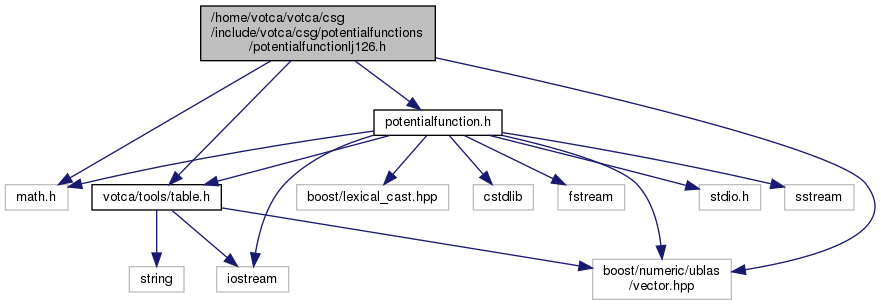 /home/votca/votca/csg
/include/votca/csg/potentialfunctions
/potentialfunctionlj126.h
potentialfunction.h
math.h
votca/tools/table.h
boost/lexical_cast.hpp
cstdlib
fstream
stdio.h
sstream
string
iostream
boost/numeric/ublas
/vector.hpp